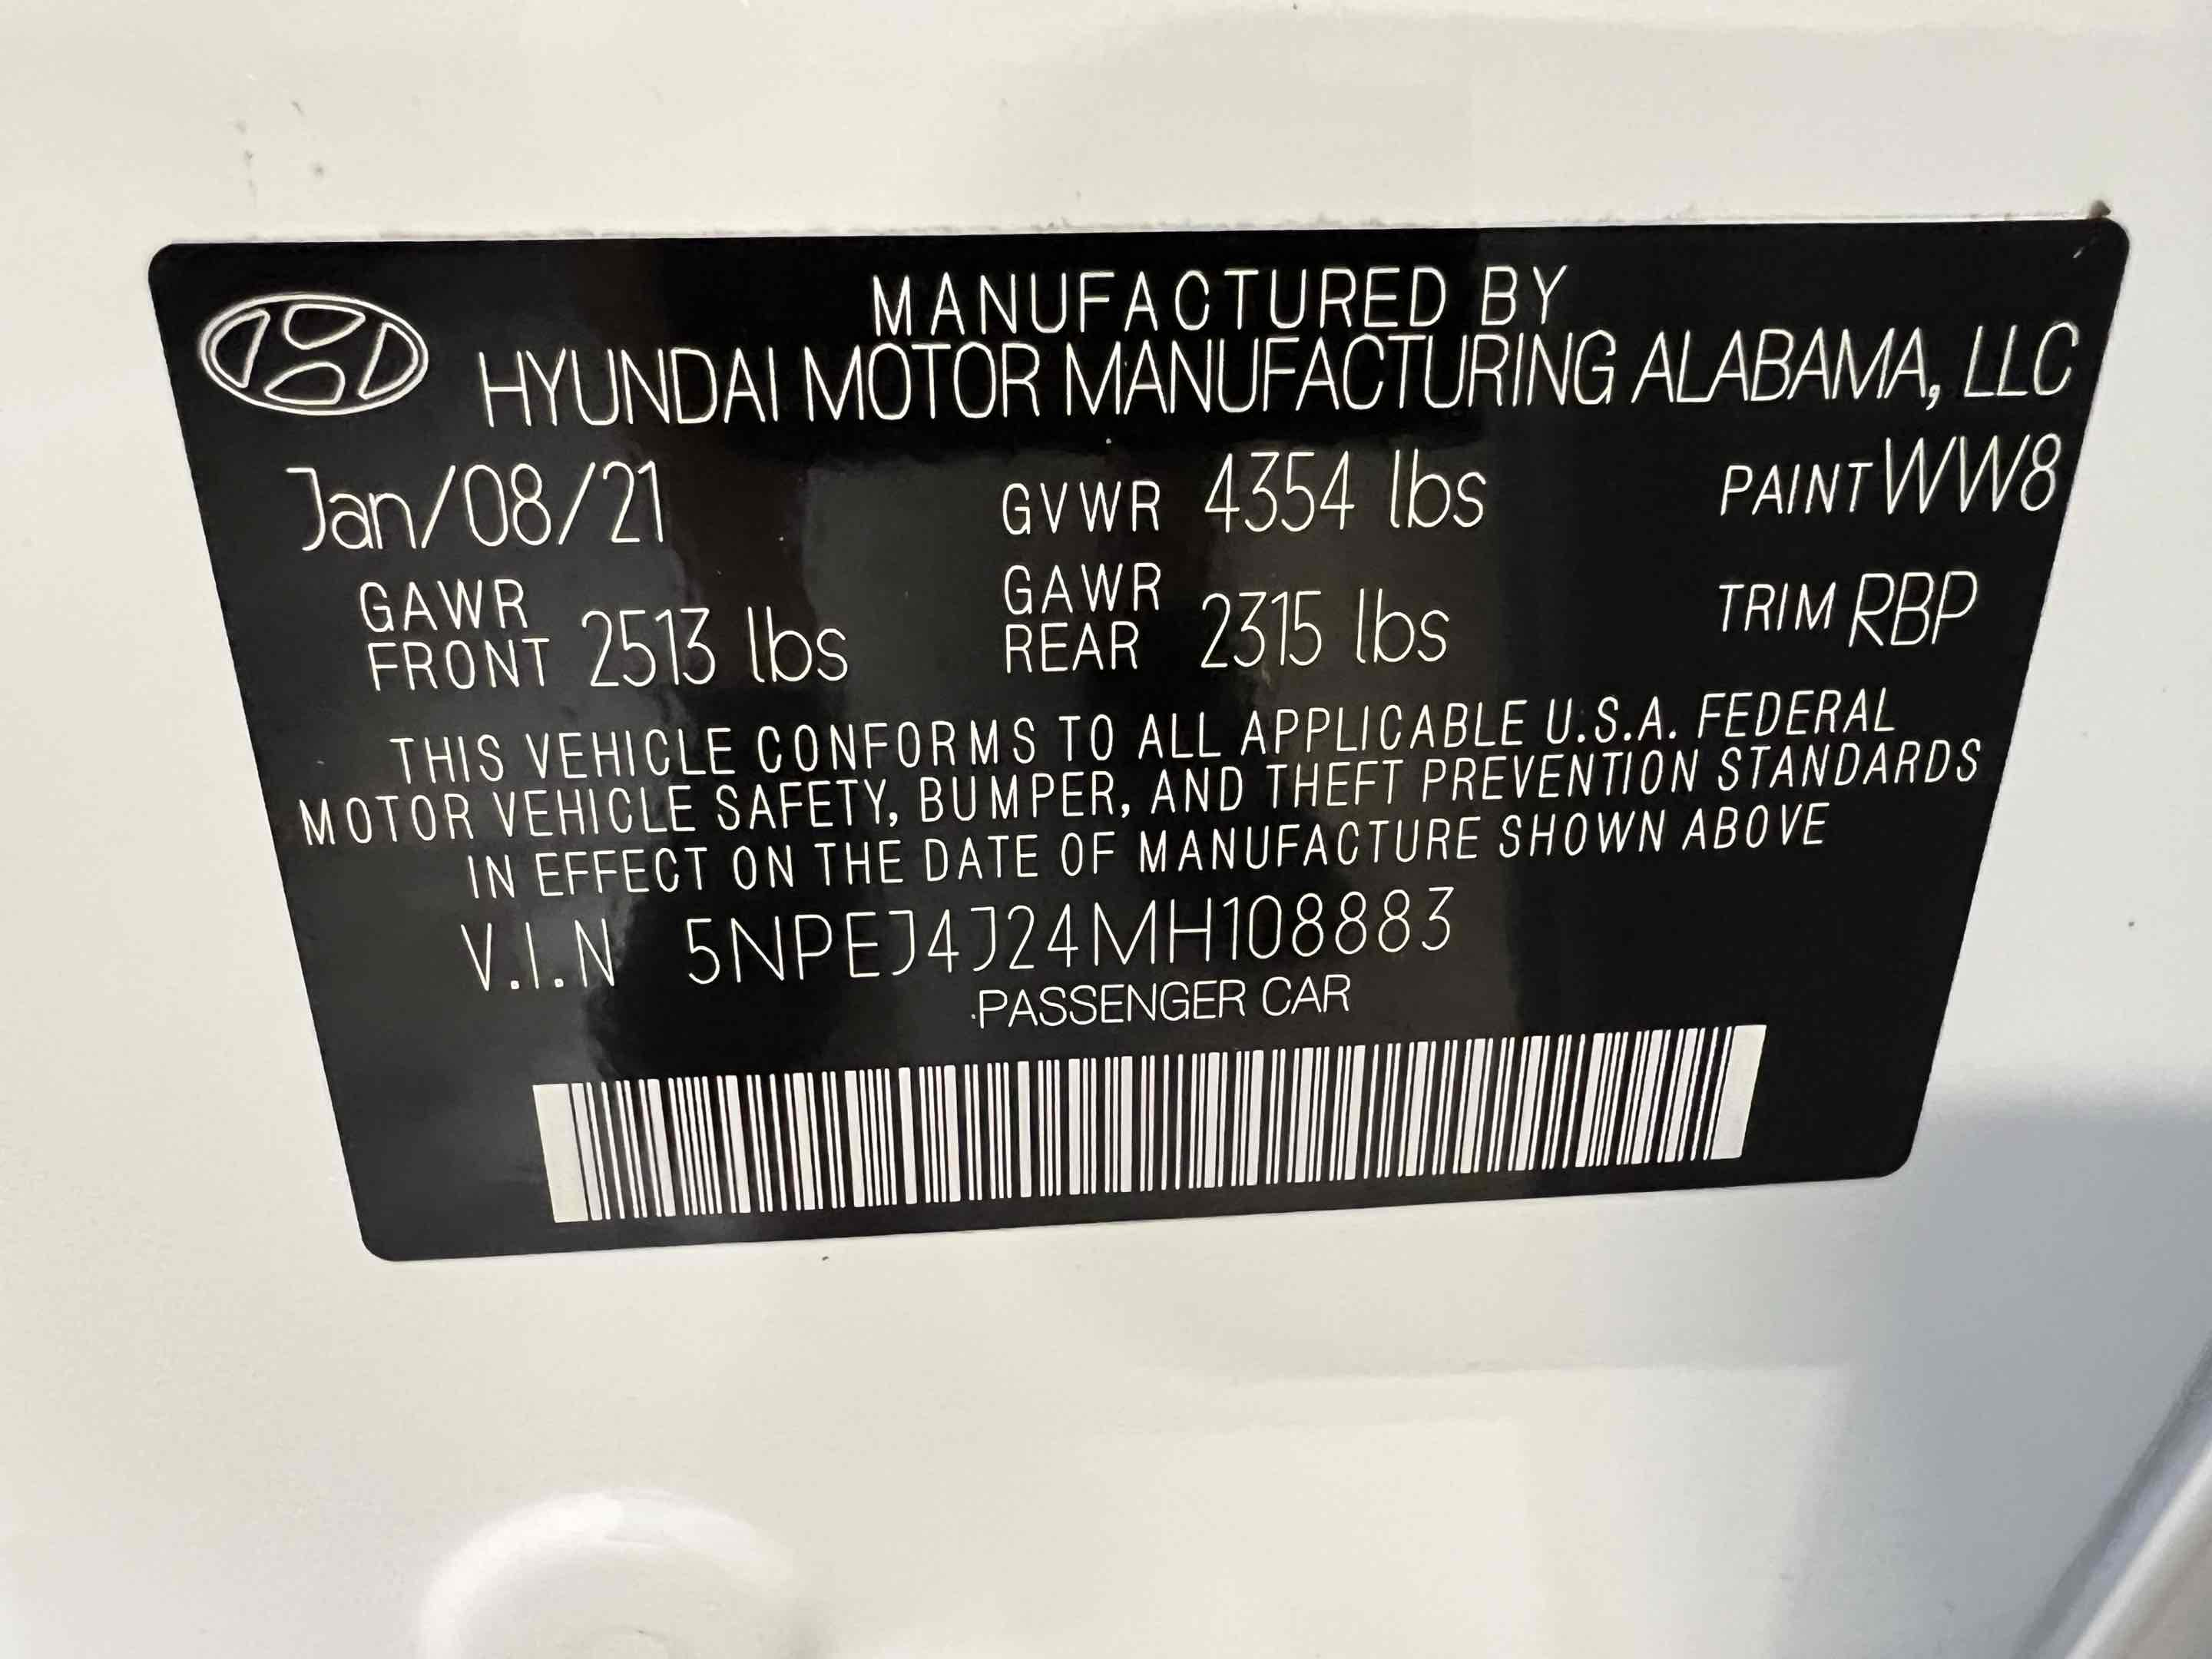 MANUFACTURED BY
HYUNDAI MOTOR MANUFACTURING ALABAMA, LLC
Jan/08/21 GVWR 4354 lbs PAINT WW8
GAWR FRONT 2513 lbs GAWR REAR 2315 lbs TRIM RBP
THIS VEHICLE CONFORMS TO ALL APPLICABLE U.S.A. FEDERAL
MOTOR VEHICLE SAFETY, BUMPER, AND THEFT PREVENTION STANDARDS
IN EFFECT ON THE DATE OF MANUFACTURE SHOWN ABOVE
V.I.N 5NPEJ4J24MH108883
PASSENGER CAR